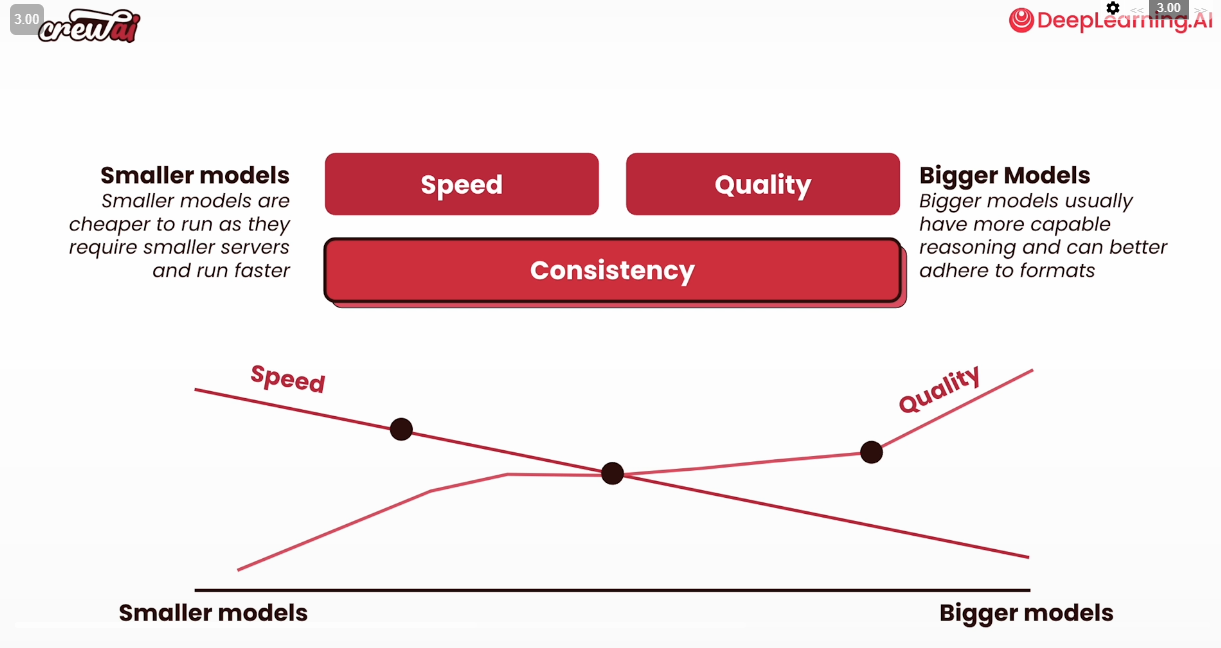 3.00
crewai
DeepLearning.AI
<< 3.00 >>
Smaller models
Smaller models are
cheaper to run as they
require smaller servers
and run faster
Speed
Quality
Consistency
Bigger Models
Bigger models usually
have more capable
reasoning and can better
adhere to formats
Speed
Quality
Smaller models
Bigger models